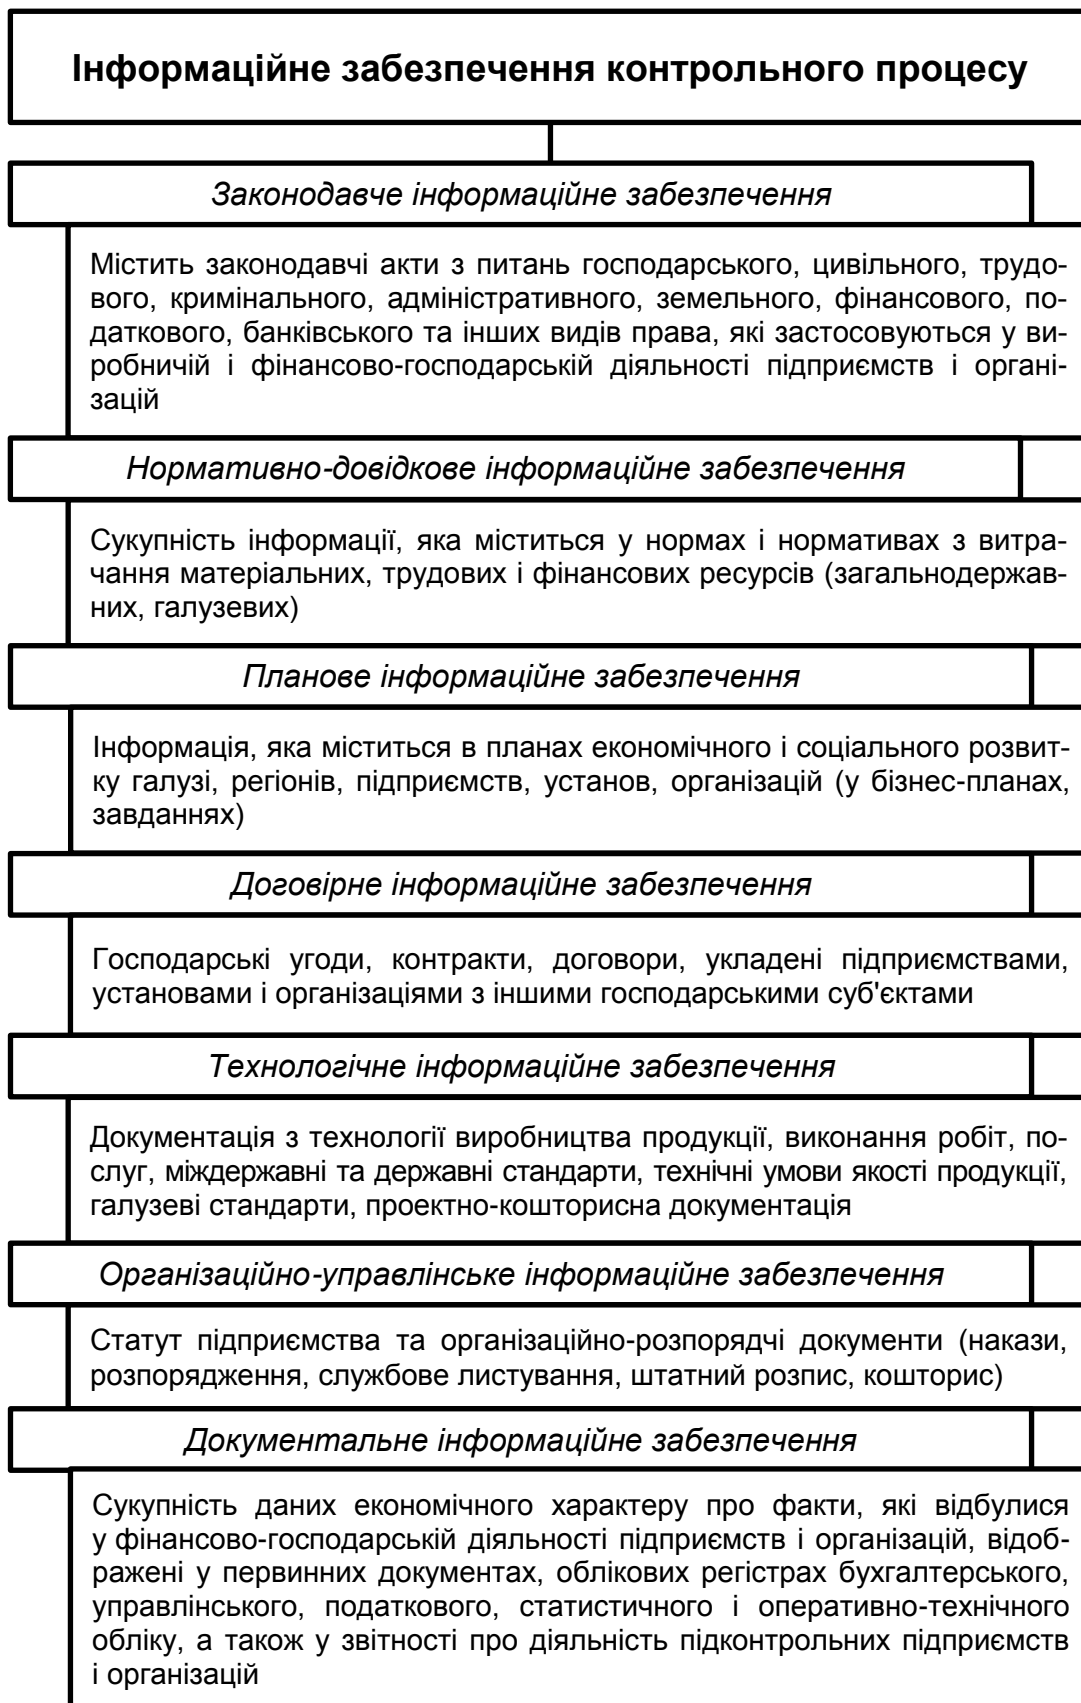 Інформаційне забезпечення контрольного процесу
Законодавче інформаційне забезпечення
Містить законодавчі акти з питань господарського, цивільного, трудо-
вого, кримінального, адміністративного, земельного, фінансового, по-
даткового, банківського та інших видів права, які застосовуються у ви-
робничій і фінансово-господарській діяльності підприємств і органі-
зацій
Нормативно-довідкове інформаційне забезпечення
Сукупність інформації, яка міститься у нормах і нормативах з витра-
чання матеріальних, трудових і фінансових ресурсів (загальнодержав-
них, галузевих)
Планове інформаційне забезпечення
Інформація, яка міститься в планах економічного і соціального розвит-
ку галузі, регіонів, підприємств, установ, організацій (у бізнес-планах,
завданнях)
Договірне інформаційне забезпечення
Господарські угоди, контракти, договори, укладені підприємствами,
установами і організаціями з іншими господарськими суб'єктами
Технологічне інформаційне забезпечення
Документація з технології виробництва продукції, виконання робіт, по-
слуг, міждержавні та державні стандарти, технічні умови якості продукції,
галузеві стандарти, проектно-кошторисна документація
Організаційно-управлінське інформаційне забезпечення
Статут підприємства та організаційно-розпорядчі документи (накази,
розпорядження, службове листування, штатний розпис, кошторис)
Документальне інформаційне забезпечення
Сукупність даних економічного характеру про факти, які відбулися
у фінансово-господарській діяльності підприємств і організацій, відоб-
ражені у первинних документах, облікових регістрах бухгалтерського,
управлінського, податкового, статистичного і оперативно-технічного
обліку, а також у звітності про діяльність підконтрольних підприємств
і організацій